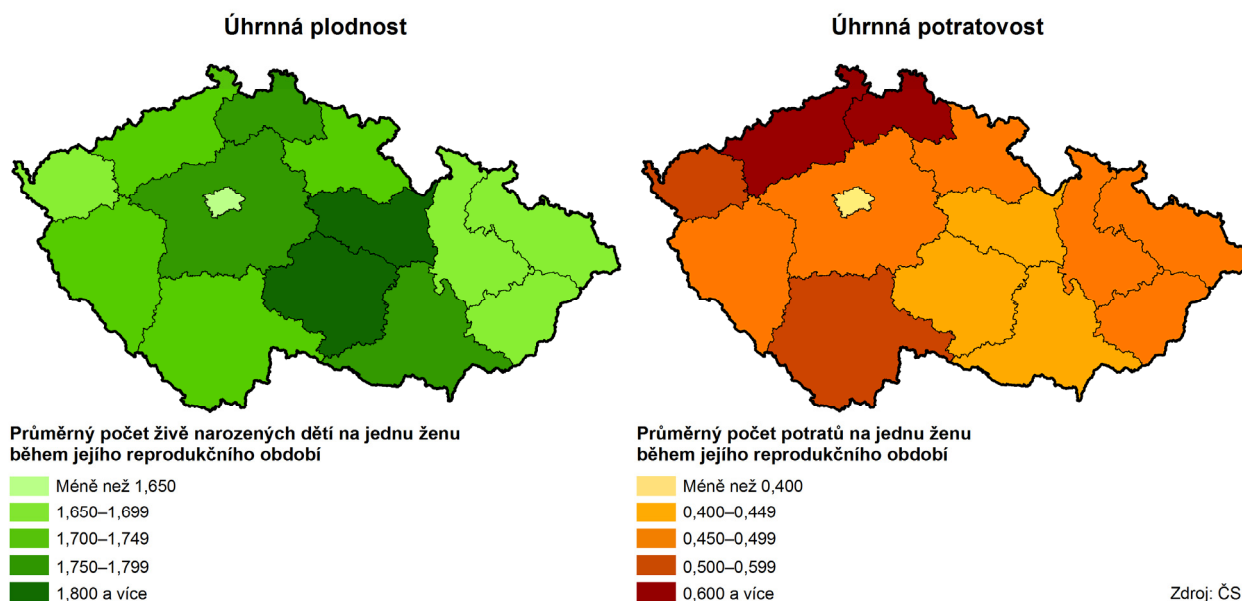 Úhrnná plodnost
Průměrný počet živě narozených dětí na jednu ženu
během jejího reprodukčního období
Méně než 1,650
1,650–1,699
1,700–1,749
1,750–1,799
1,800 a více
Úhrnná potratovost
Průměrný počet potratů na jednu ženu
během jejího reprodukčního období
Méně než 0,400
0,400–0,449
0,450–0,499
0,500–0,599
0,600 a více
Zdroj: ČS